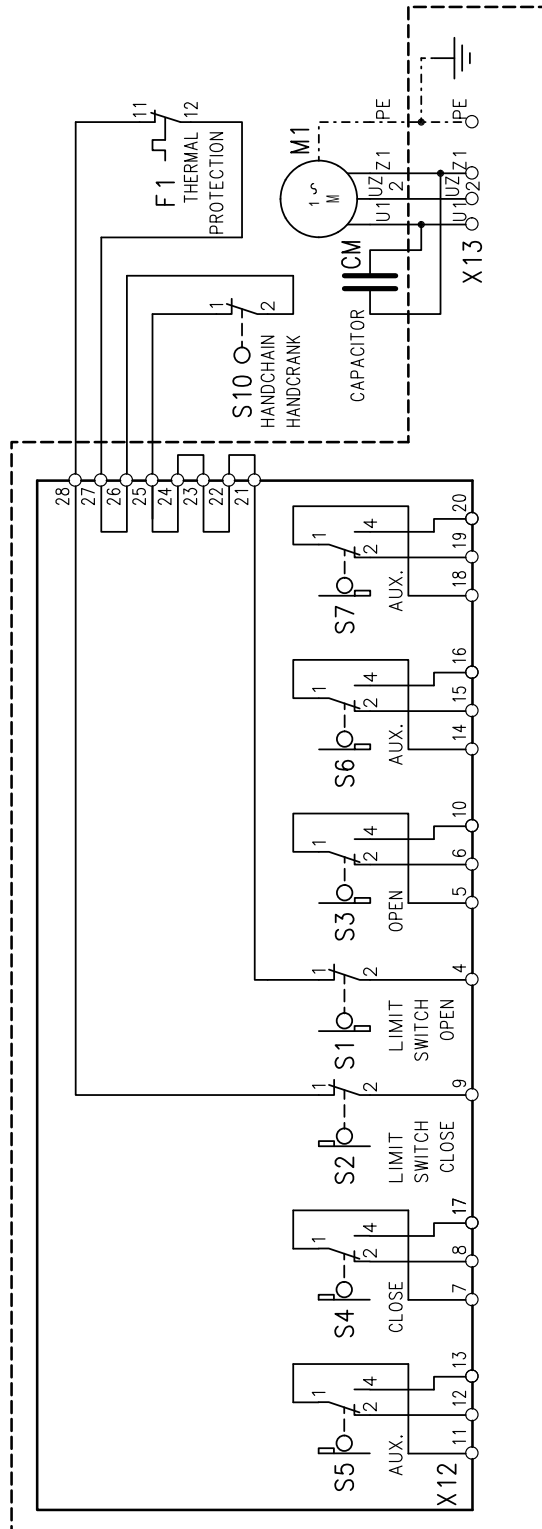 11
12
F1
THERMAL
PROTECTION
M1
M
1
U1
UZ
2
Z1
PE
U1
UZ
2
Z1
PE
X13
CM
CAPACITOR
1
2
S10
HANDCHAIN
HANDCRANK
28
27
26
25
24
23
22
21
1
2
4
S7
AUX.
18
19
20
1
2
4
S6
AUX.
14
15
16
1
2
4
S3
OPEN
5
6
10
1
2
S1
LIMIT
SWITCH
OPEN
4
1
2
S2
LIMIT
SWITCH
CLOSE
9
1
2
4
S4
CLOSE
7
8
17
1
2
4
S5
AUX.
11
12
13
X12